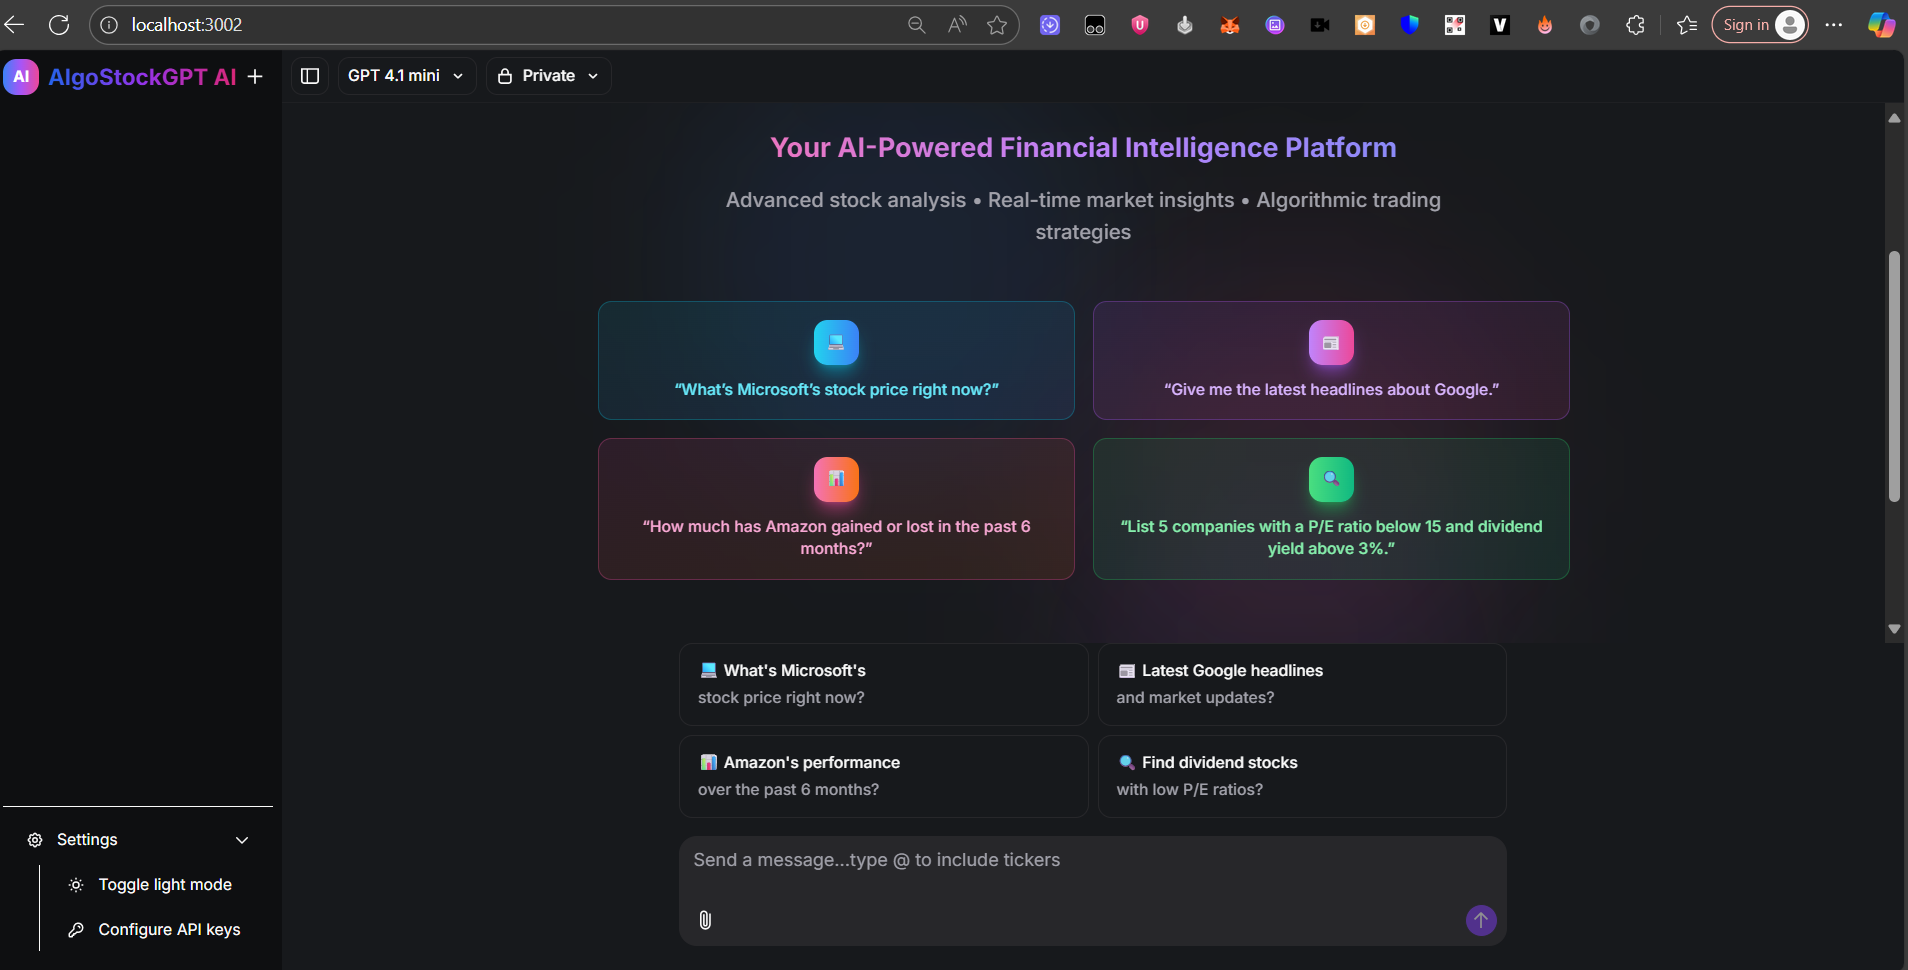 localhost:3002
Sign in
AI AlgoStockGPT AI
GPT 4.1 mini
Private
Your AI-Powered Financial Intelligence Platform
Advanced stock analysis • Real-time market insights • Algorithmic trading
strategies
“What’s Microsoft’s stock price right now?”
“Give me the latest headlines about Google.”
“How much has Amazon gained or lost in the past 6
months?”
“List 5 companies with a P/E ratio below 15 and dividend
yield above 3%.”
What's Microsoft's
stock price right now?
Latest Google headlines
and market updates?
Amazon's performance
over the past 6 months?
Find dividend stocks
with low P/E ratios?
Settings
Toggle light mode
Configure API keys
Send a message...type @ to include tickers